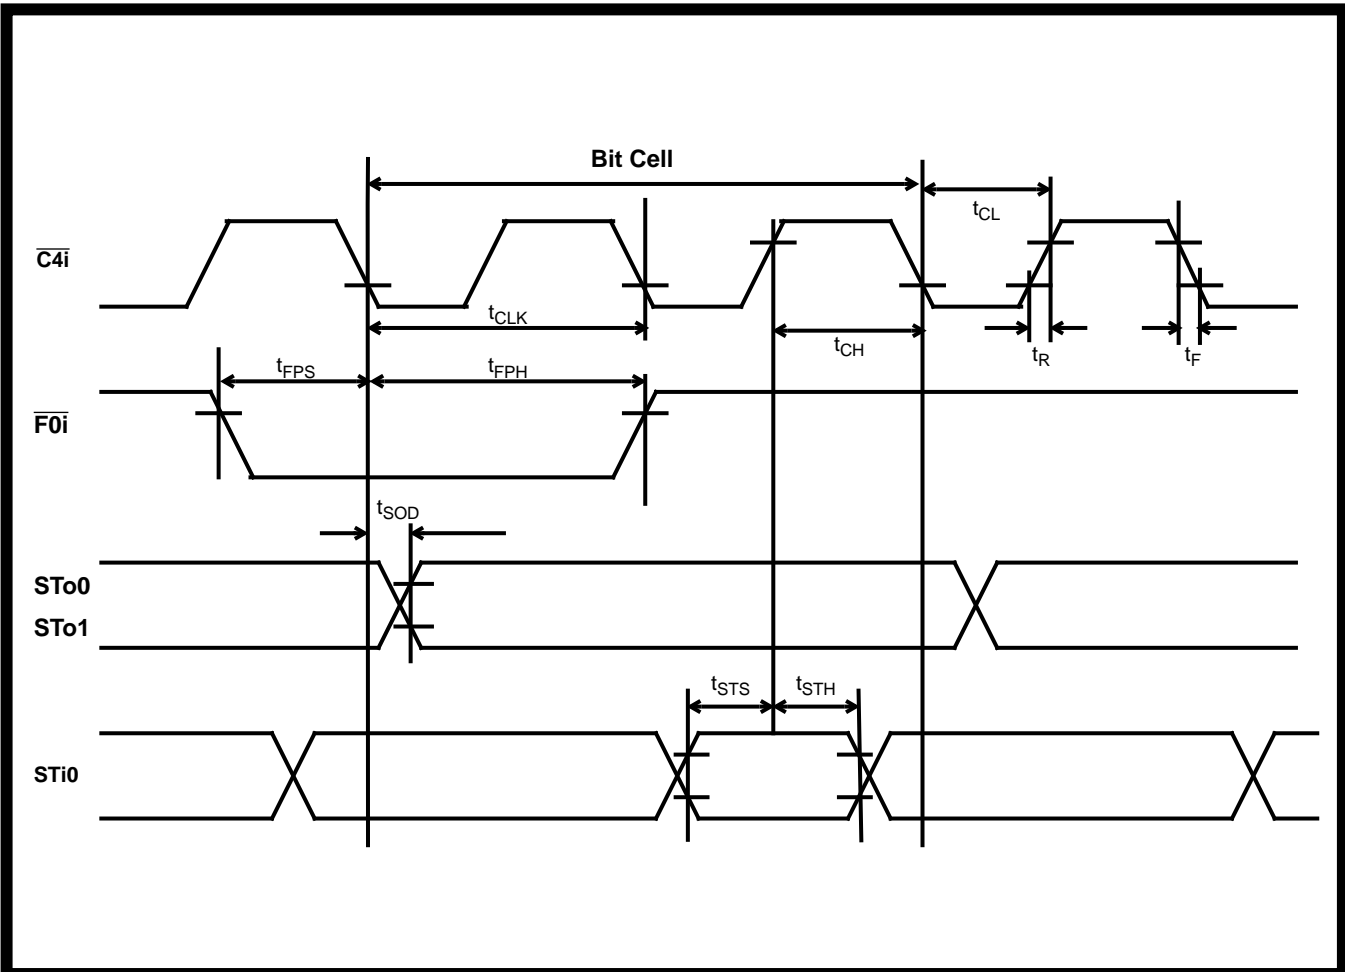 Bit Cell
tCL
C4i
tCLK
tCH
tR
tF
tFPS
tFPH
F0i
tSOD
STo0
STo1
tSTS
tSTH
STi0